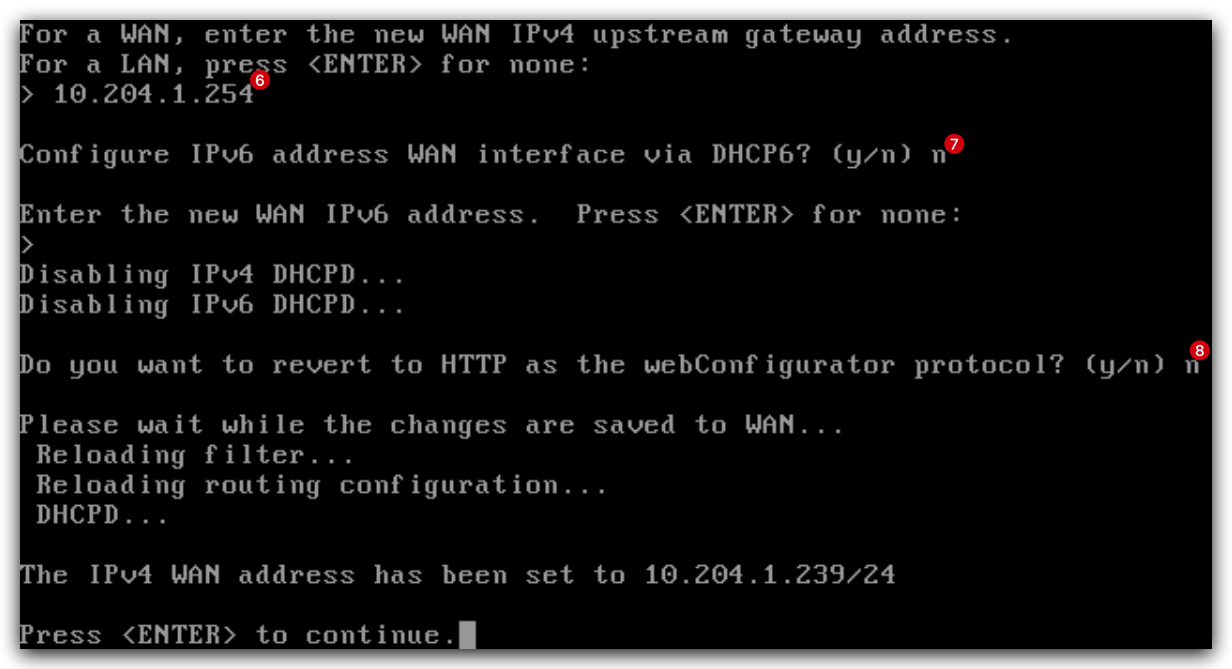 For a WAN, enter the new WAN IPv4 upstream gateway address.
For a LAN, press <ENTER> for none:
> 10.204.1.254 6
Configure IPv6 address WAN interface via DHCP6? (y/n) n 7
Enter the new WAN IPv6 address.  Press <ENTER> for none:
>
Disabling IPv4 DHCPD...
Disabling IPv6 DHCPD...
Do you want to revert to HTTP as the webConfigurator protocol? (y/n) n 8
Please wait while the changes are saved to WAN...
Reloading filter...
Reloading routing configuration...
DHCPD...
The IPv4 WAN address has been set to 10.204.1.239/24
Press <ENTER> to continue.